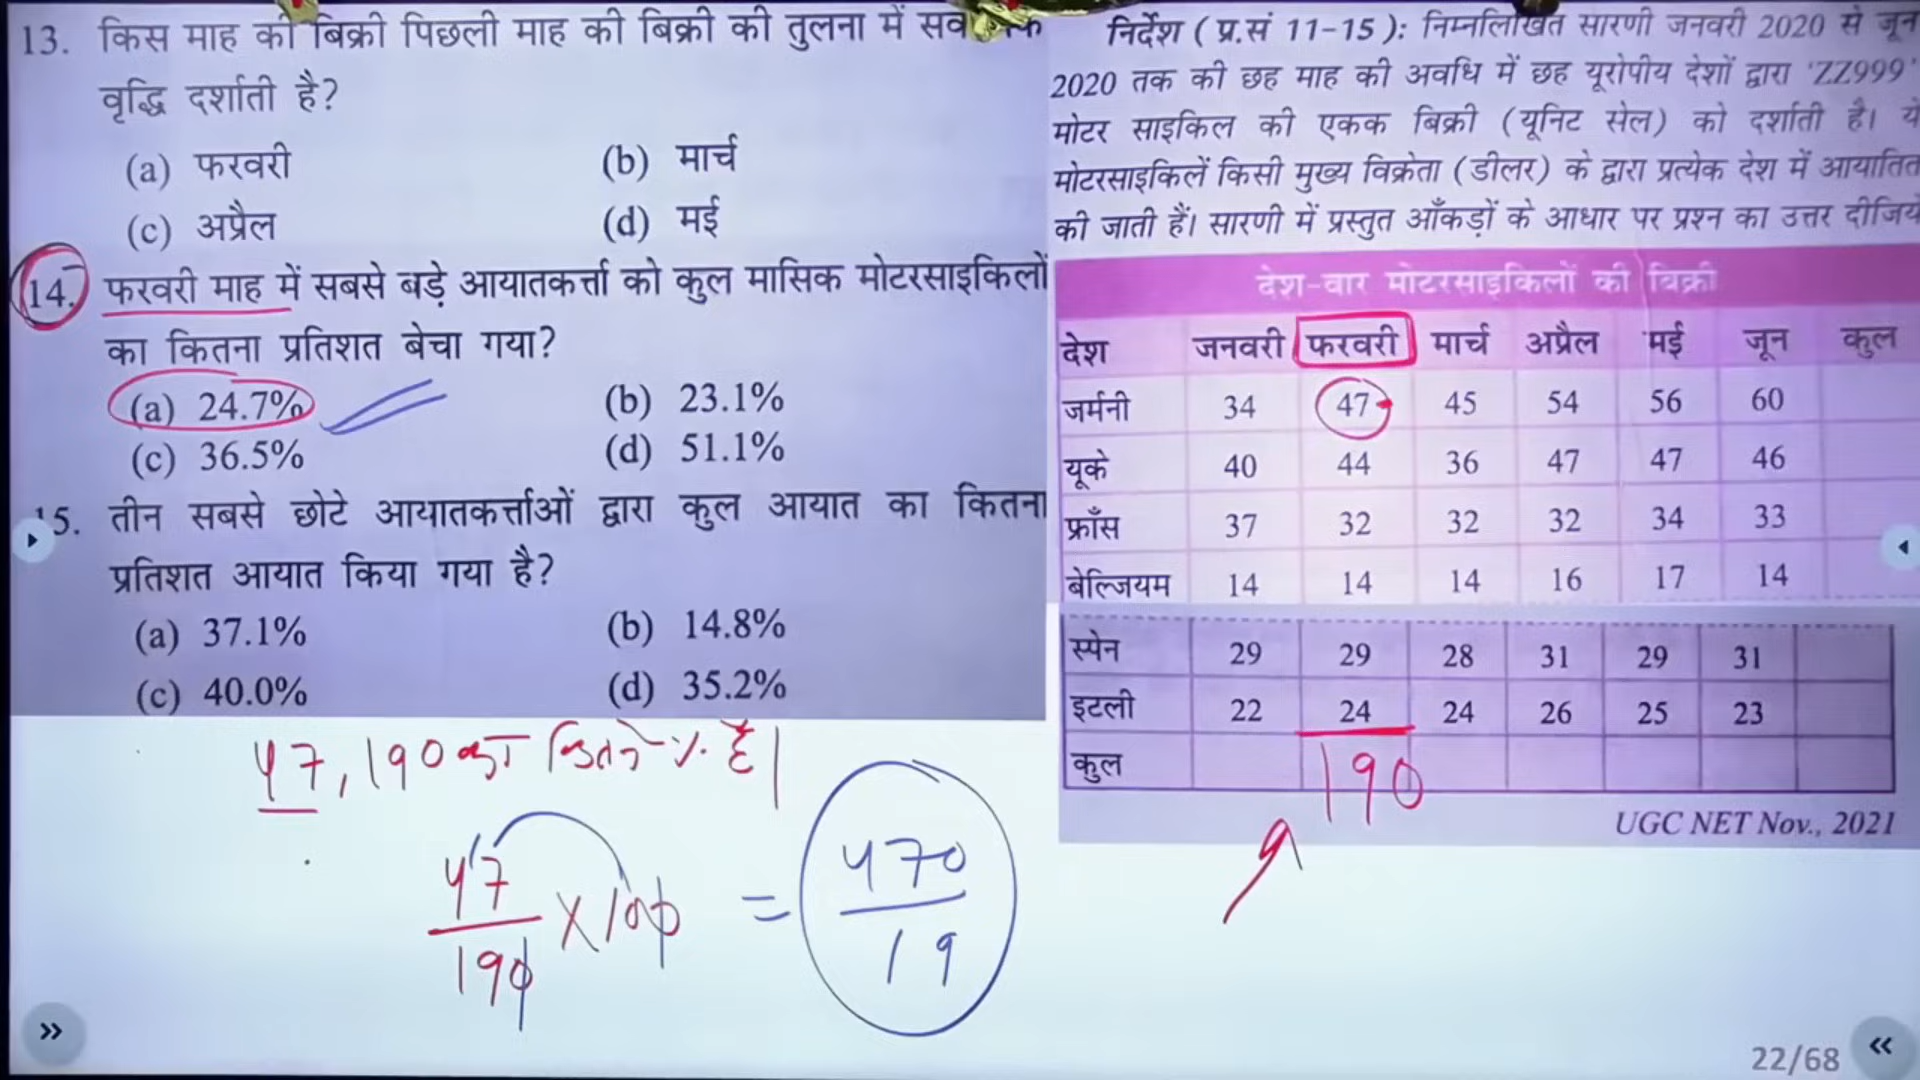 13. किस माह की बिक्री पिछली माह की बिक्री की तुलना में
वृद्धि दर्शाती है?
(a) फरवरी (b) मार्च
(c) अप्रैल (d) मई
14. फरवरी माह में सबसे बड़े आयातकर्त्ता को कुल मासिक मोटरसाइकिलों
का कितना प्रतिशत बेचा गया?
(a) 24.7% (b) 23.1%
(c) 36.5% (d) 51.1%
15. तीन सबसे छोटे आयातकर्त्ताओं द्वारा कुल आयात का कितना
प्रतिशत आयात किया गया है?
(a) 37.1% (b) 14.8%
(c) 40.0% (d) 35.2%
47, 190 का कितने % है|
47/190 × 100 = 470/19
निर्देश ( प्र.सं 11-15 ): निम्नलिखित सारणी जनवरी 2020 से जून
2020 तक की छह माह की अवधि में छह यूरोपीय देशों द्वारा 'ZZ999'
मोटर साइकिल की एकक बिक्री (यूनिट सेल) को दर्शाती है। ये
मोटरसाइकिलें किसी मुख्य विक्रेता (डीलर) के द्वारा प्रत्येक देश में आयातित
की जाती हैं। सारणी में प्रस्तुत आँकड़ों के आधार पर प्रश्न का उत्तर
देश-वार मोटरसाइकिलों की बिक्री
देश जनवरी फरवरी मार्च अप्रैल मई जून कुल
जर्मनी 34 47 45 54 56 60
यूके 40 44 36 47 47 46
फ्राँस 37 32 32 32 34 33
बेल्जियम 14 14 14 16 17 14
स्पेन 29 29 28 31 29 31
इटली 22 24 24 26 25 23
कुल 190
UGC NET Nov., 2021
22/68